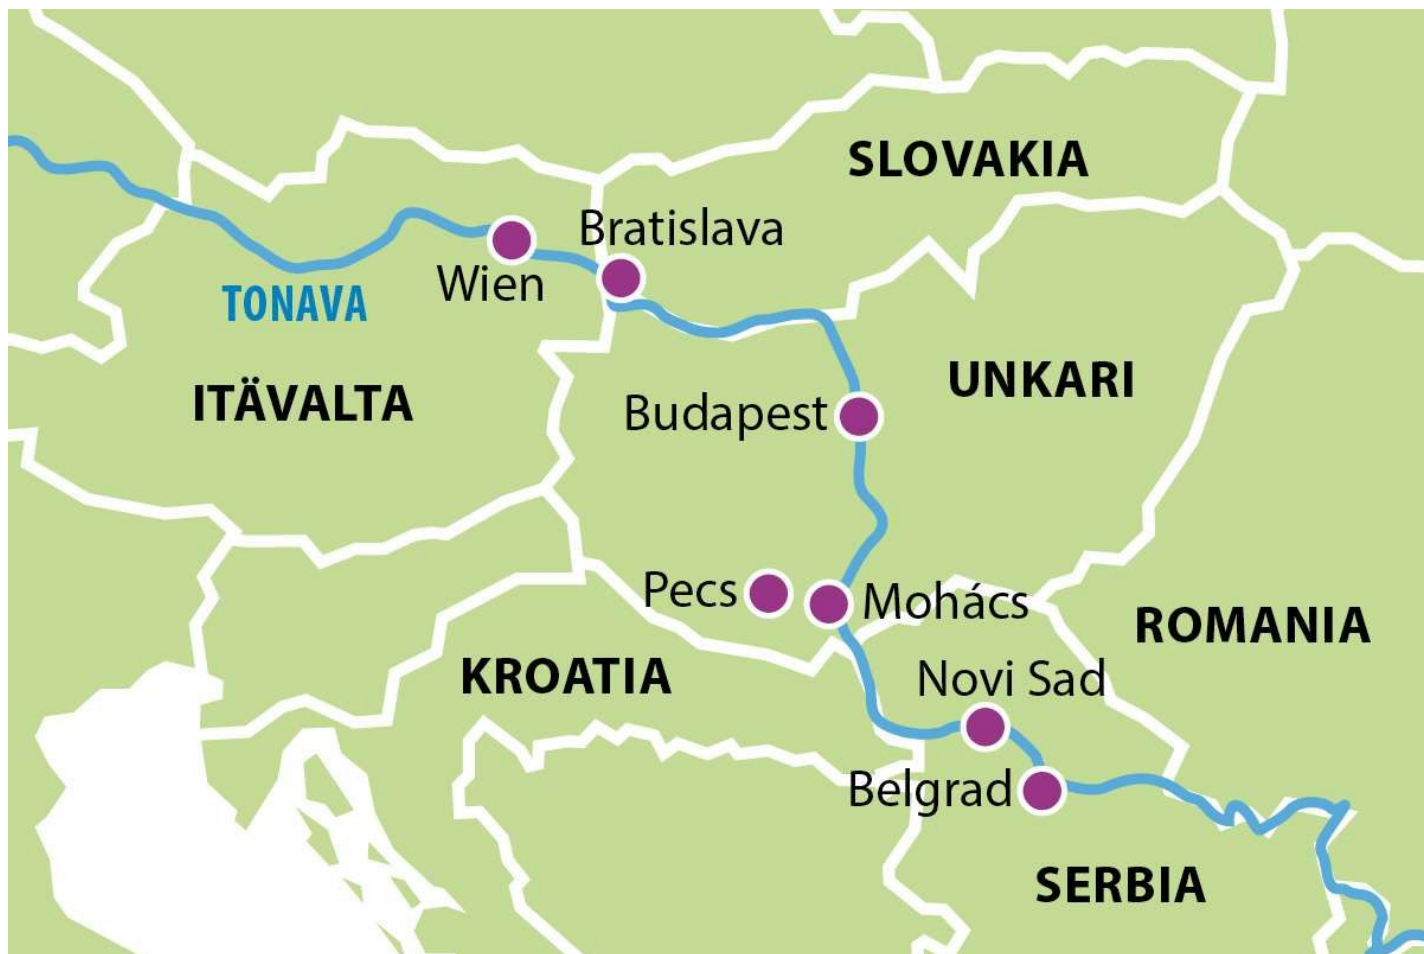 SLOVAKIA
Bratislava
Wien
TONAVA
UNKARI
ITÄVALTA
Budapest
Pecs
Mohács
ROMANIA
KROATIA
Novi Sad
Belgrad
SERBIA